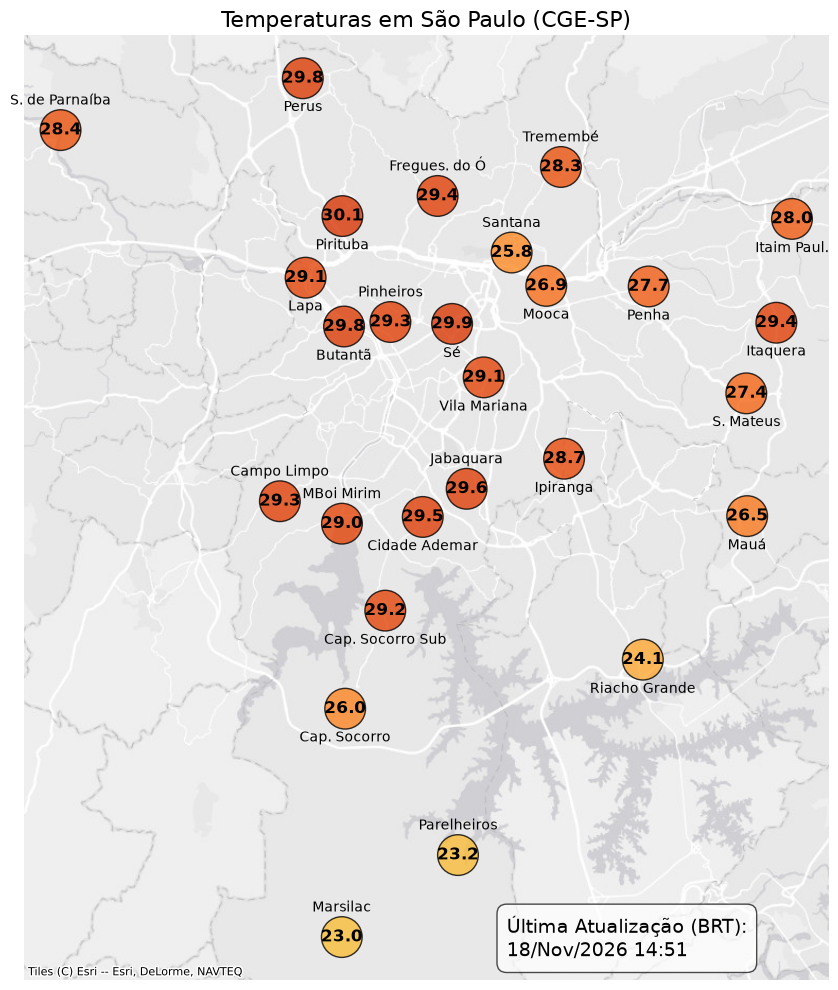 Temperaturas em São Paulo (CGE-SP)
29.8
Perus
S. de Parnaíba
28.4
Tremembé
28.3
Fregues. do Ó
29.4
30.1
Pirituba
28.0
Itaim Paul.
Santana
25.8
29.1
Lapa
26.9
Mooca
27.7
Penha
Pinheiros
29.3
29.8
Butantã
29.9
Sé
29.4
Itaquera
29.1
Vila Mariana
27.4
S. Mateus
Jabaquara
29.6
28.7
Ipiranga
Campo Limpo
29.3
MBoi Mirim
29.0
29.5
Cidade Ademar
26.5
Mauá
29.2
Cap. Socorro Sub
24.1
Riacho Grande
26.0
Cap. Socorro
Parelheiros
23.2
Marsilac
23.0
Última Atualização (BRT):
18/Nov/2026 14:51
Tiles (C) Esri -- Esri, DeLorme, NAVTEQ